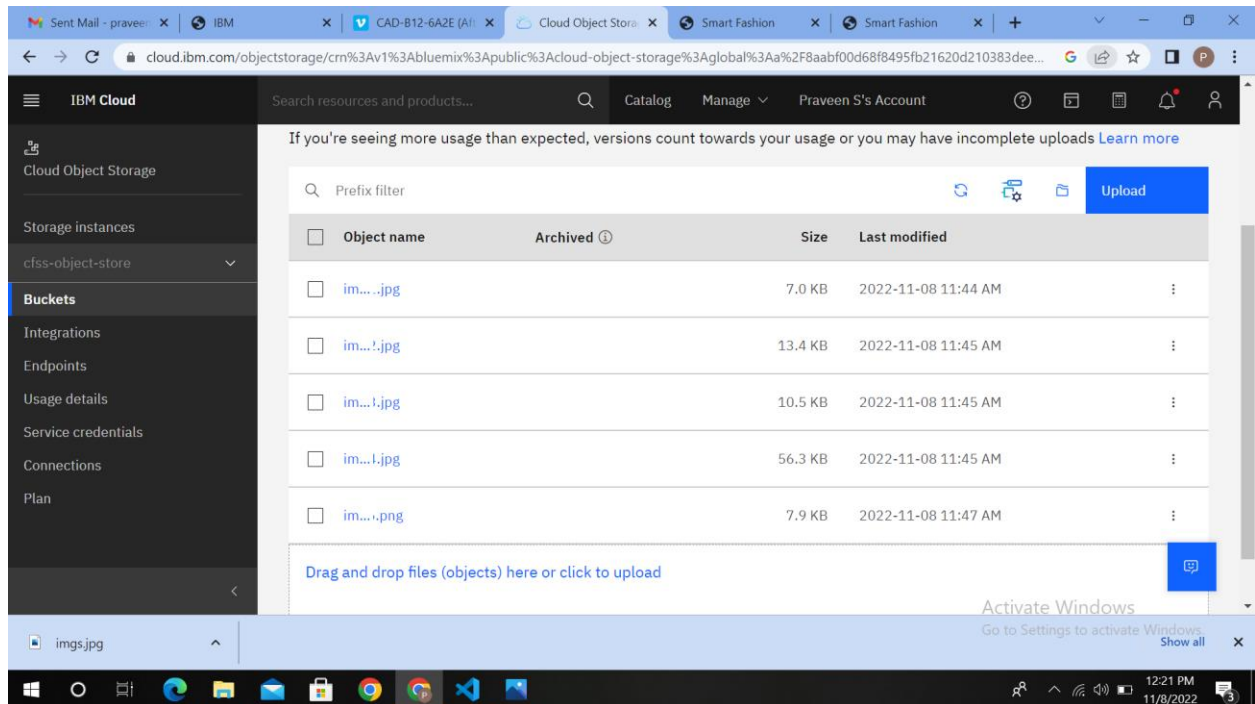 Sent Mail - praveen
IBM
CAD-B12-6A2E (Aft
Cloud Object Stora
Smart Fashion
Smart Fashion
cloud.ibm.com/objectstorage/crn%3Av1%3Abluemix%3Apublic%3Acloud-object-storage%3Aglobal%3Aa%2F8aabf00d68f8495fb21620d210383dee...
P
IBM Cloud
Search resources and products...
Catalog
Manage
Praveen S's Account
Cloud Object Storage
Storage instances
cfss-object-store
Buckets
Integrations
Endpoints
Usage details
Service credentials
Connections
Plan
If you're seeing more usage than expected, versions count towards your usage or you may have incomplete uploads Learn more
Prefix filter
Upload
Object name Archived Size Last modified
im... .jpg 7.0 KB 2022-11-08 11:44 AM
im... .jpg 13.4 KB 2022-11-08 11:45 AM
im... .jpg 10.5 KB 2022-11-08 11:45 AM
im... .jpg 56.3 KB 2022-11-08 11:45 AM
im... .png 7.9 KB 2022-11-08 11:47 AM
Drag and drop files (objects) here or click to upload
Activate Windows
Go to Settings to activate Windows.
imgs.jpg
Show all
12:21 PM
11/8/2022
3